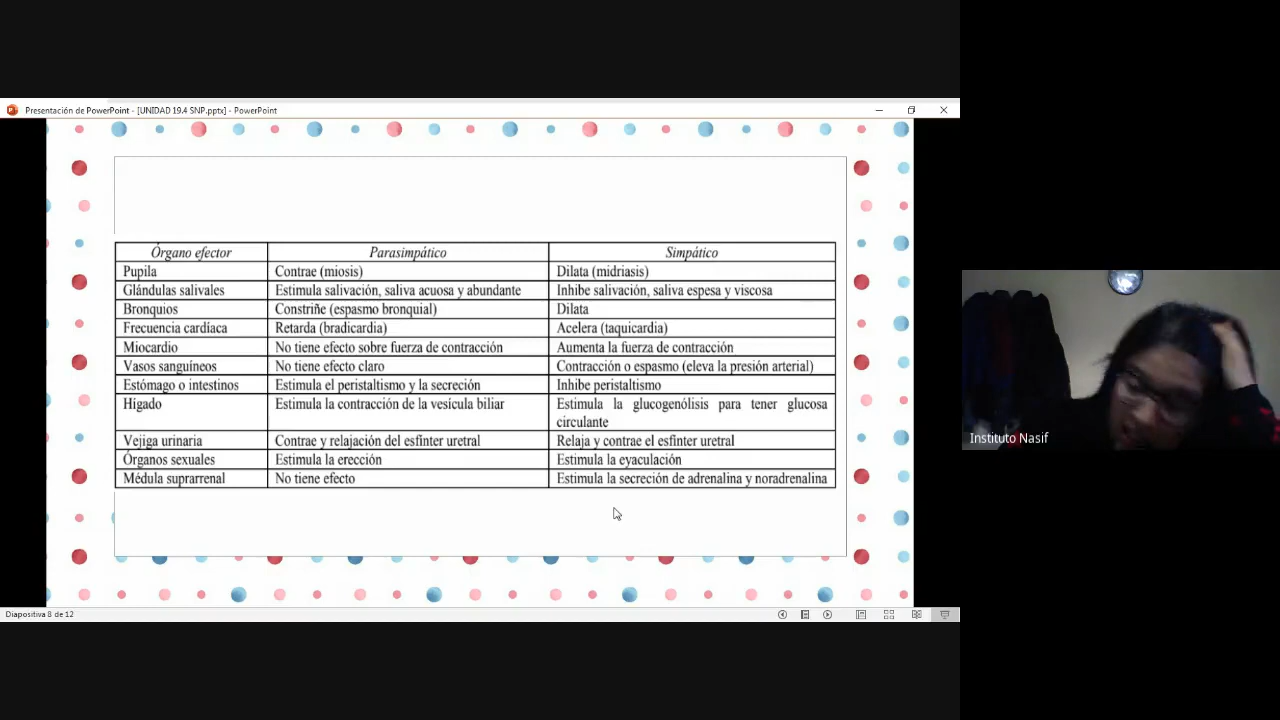 Presentación de PowerPoint - [UNIDAD 19.4 SNP.pptx] - PowerPoint
Órgano efector Parasimpático Simpático
Pupila Contrae (miosis) Dilata (midriasis)
Glándulas salivales Estimula salivación, saliva acuosa y abundante Inhibe salivación, saliva espesa y viscosa
Bronquios Constriñe (espasmo bronquial) Dilata
Frecuencia cardíaca Retarda (bradicardia) Acelera (taquicardia)
Miocardio No tiene efecto sobre fuerza de contracción Aumenta la fuerza de contracción
Vasos sanguíneos No tiene efecto claro Contracción o espasmo (eleva la presión arterial)
Estómago o intestinos Estimula el peristaltismo y la secreción Inhibe peristaltismo
Hígado Estimula la contracción de la vesícula biliar Estimula la glucogenólisis para tener glucosa
circulante
Vejiga urinaria Contrae y relajación del esfínter uretral Relaja y contrae el esfínter uretral
Órganos sexuales Estimula la erección Estimula la eyaculación
Médula suprarrenal No tiene efecto Estimula la secreción de adrenalina y noradrenalina
Instituto Nasif
Diapositiva 8 de 12